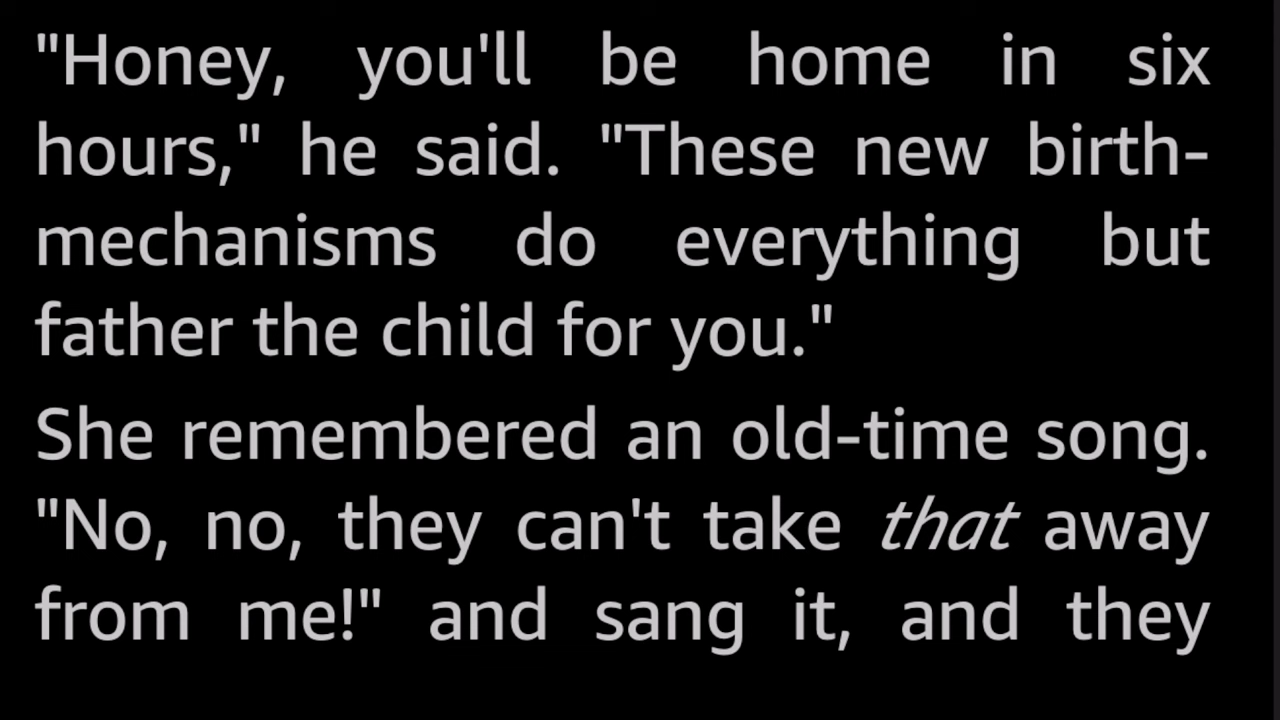 "Honey, you'll be home in six
hours," he said. "These new birth-
mechanisms do everything but
father the child for you."
She remembered an old-time song.
"No, no, they can't take that away
from me!" and sang it, and they